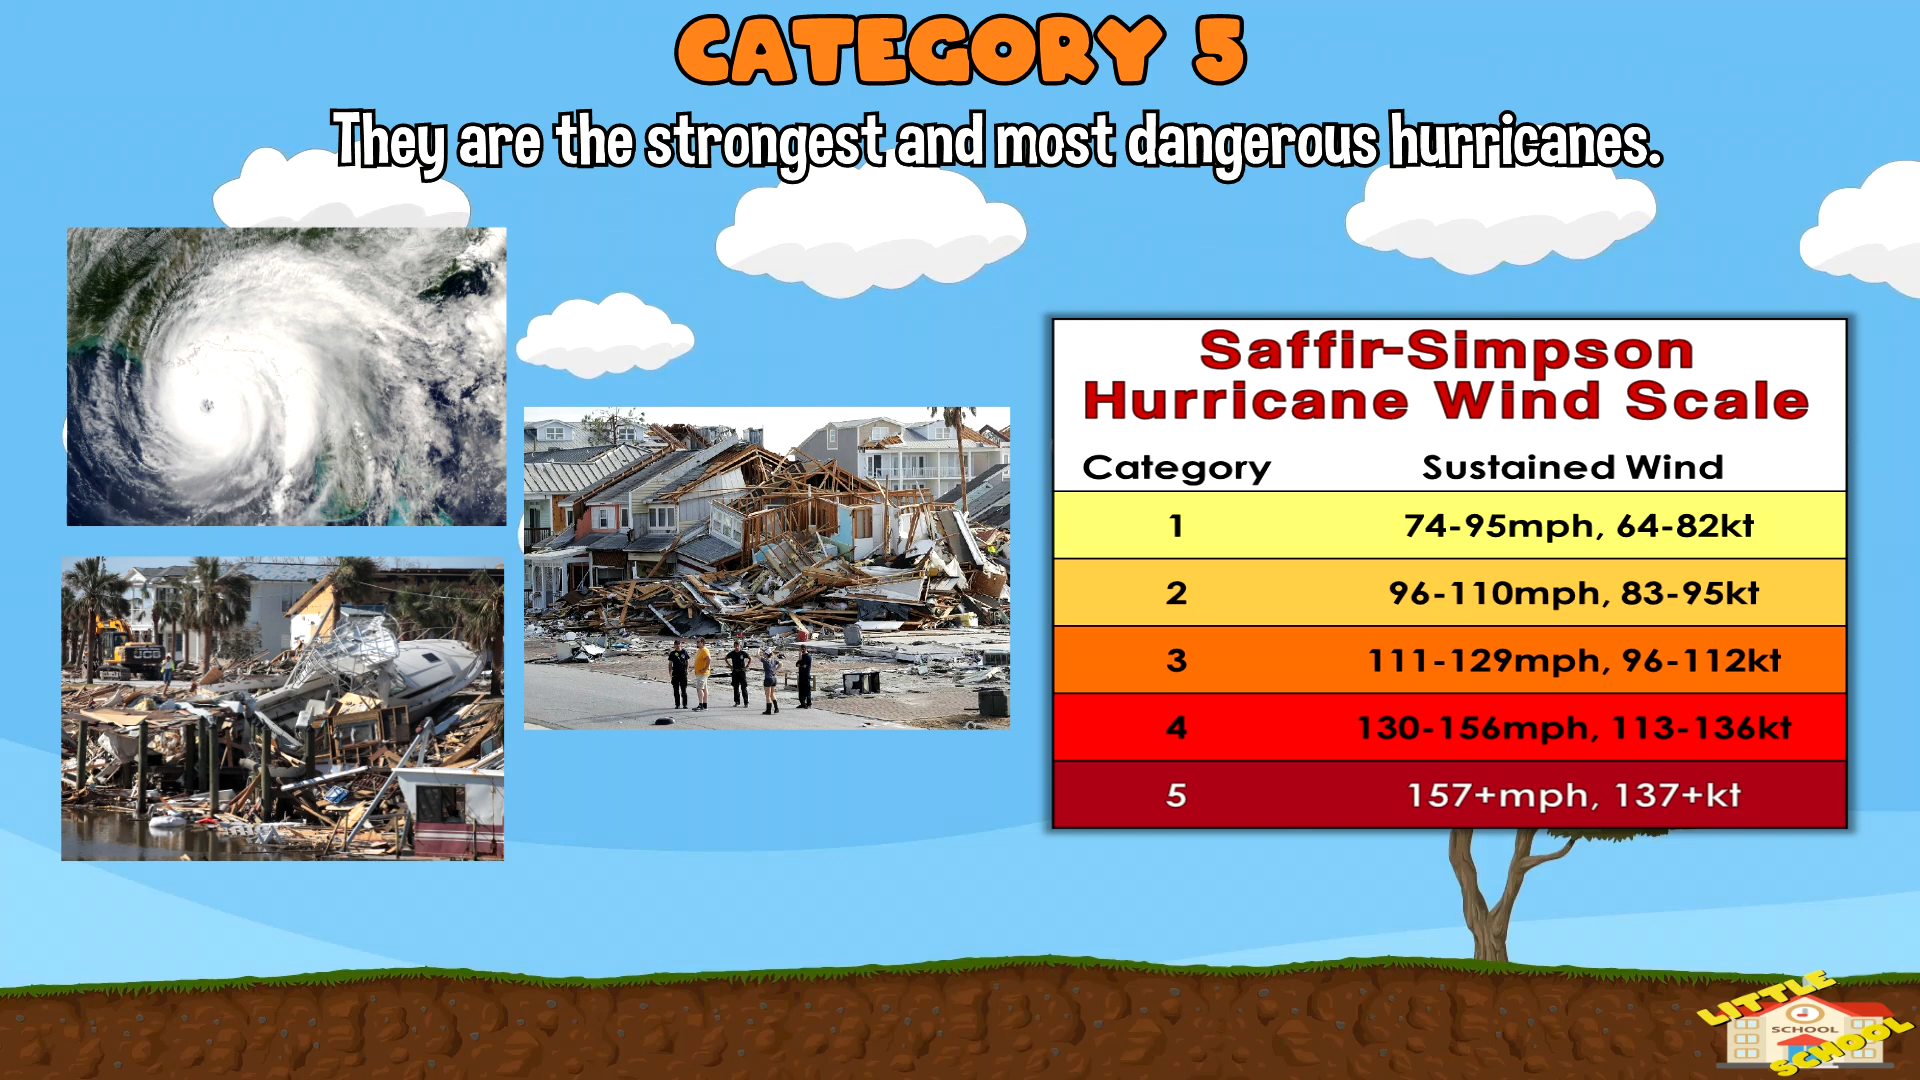 CATEGORY 5
They are the strongest and most dangerous hurricanes.
Saffir-Simpson
Hurricane Wind Scale
Category Sustained Wind
1 74-95mph, 64-82kt
2 96-110mph, 83-95kt
3 111-129mph, 96-112kt
4 130-156mph, 113-136kt
5 157+mph, 137+kt
JCB
LITTLE
SCHOOL
SCHOOL